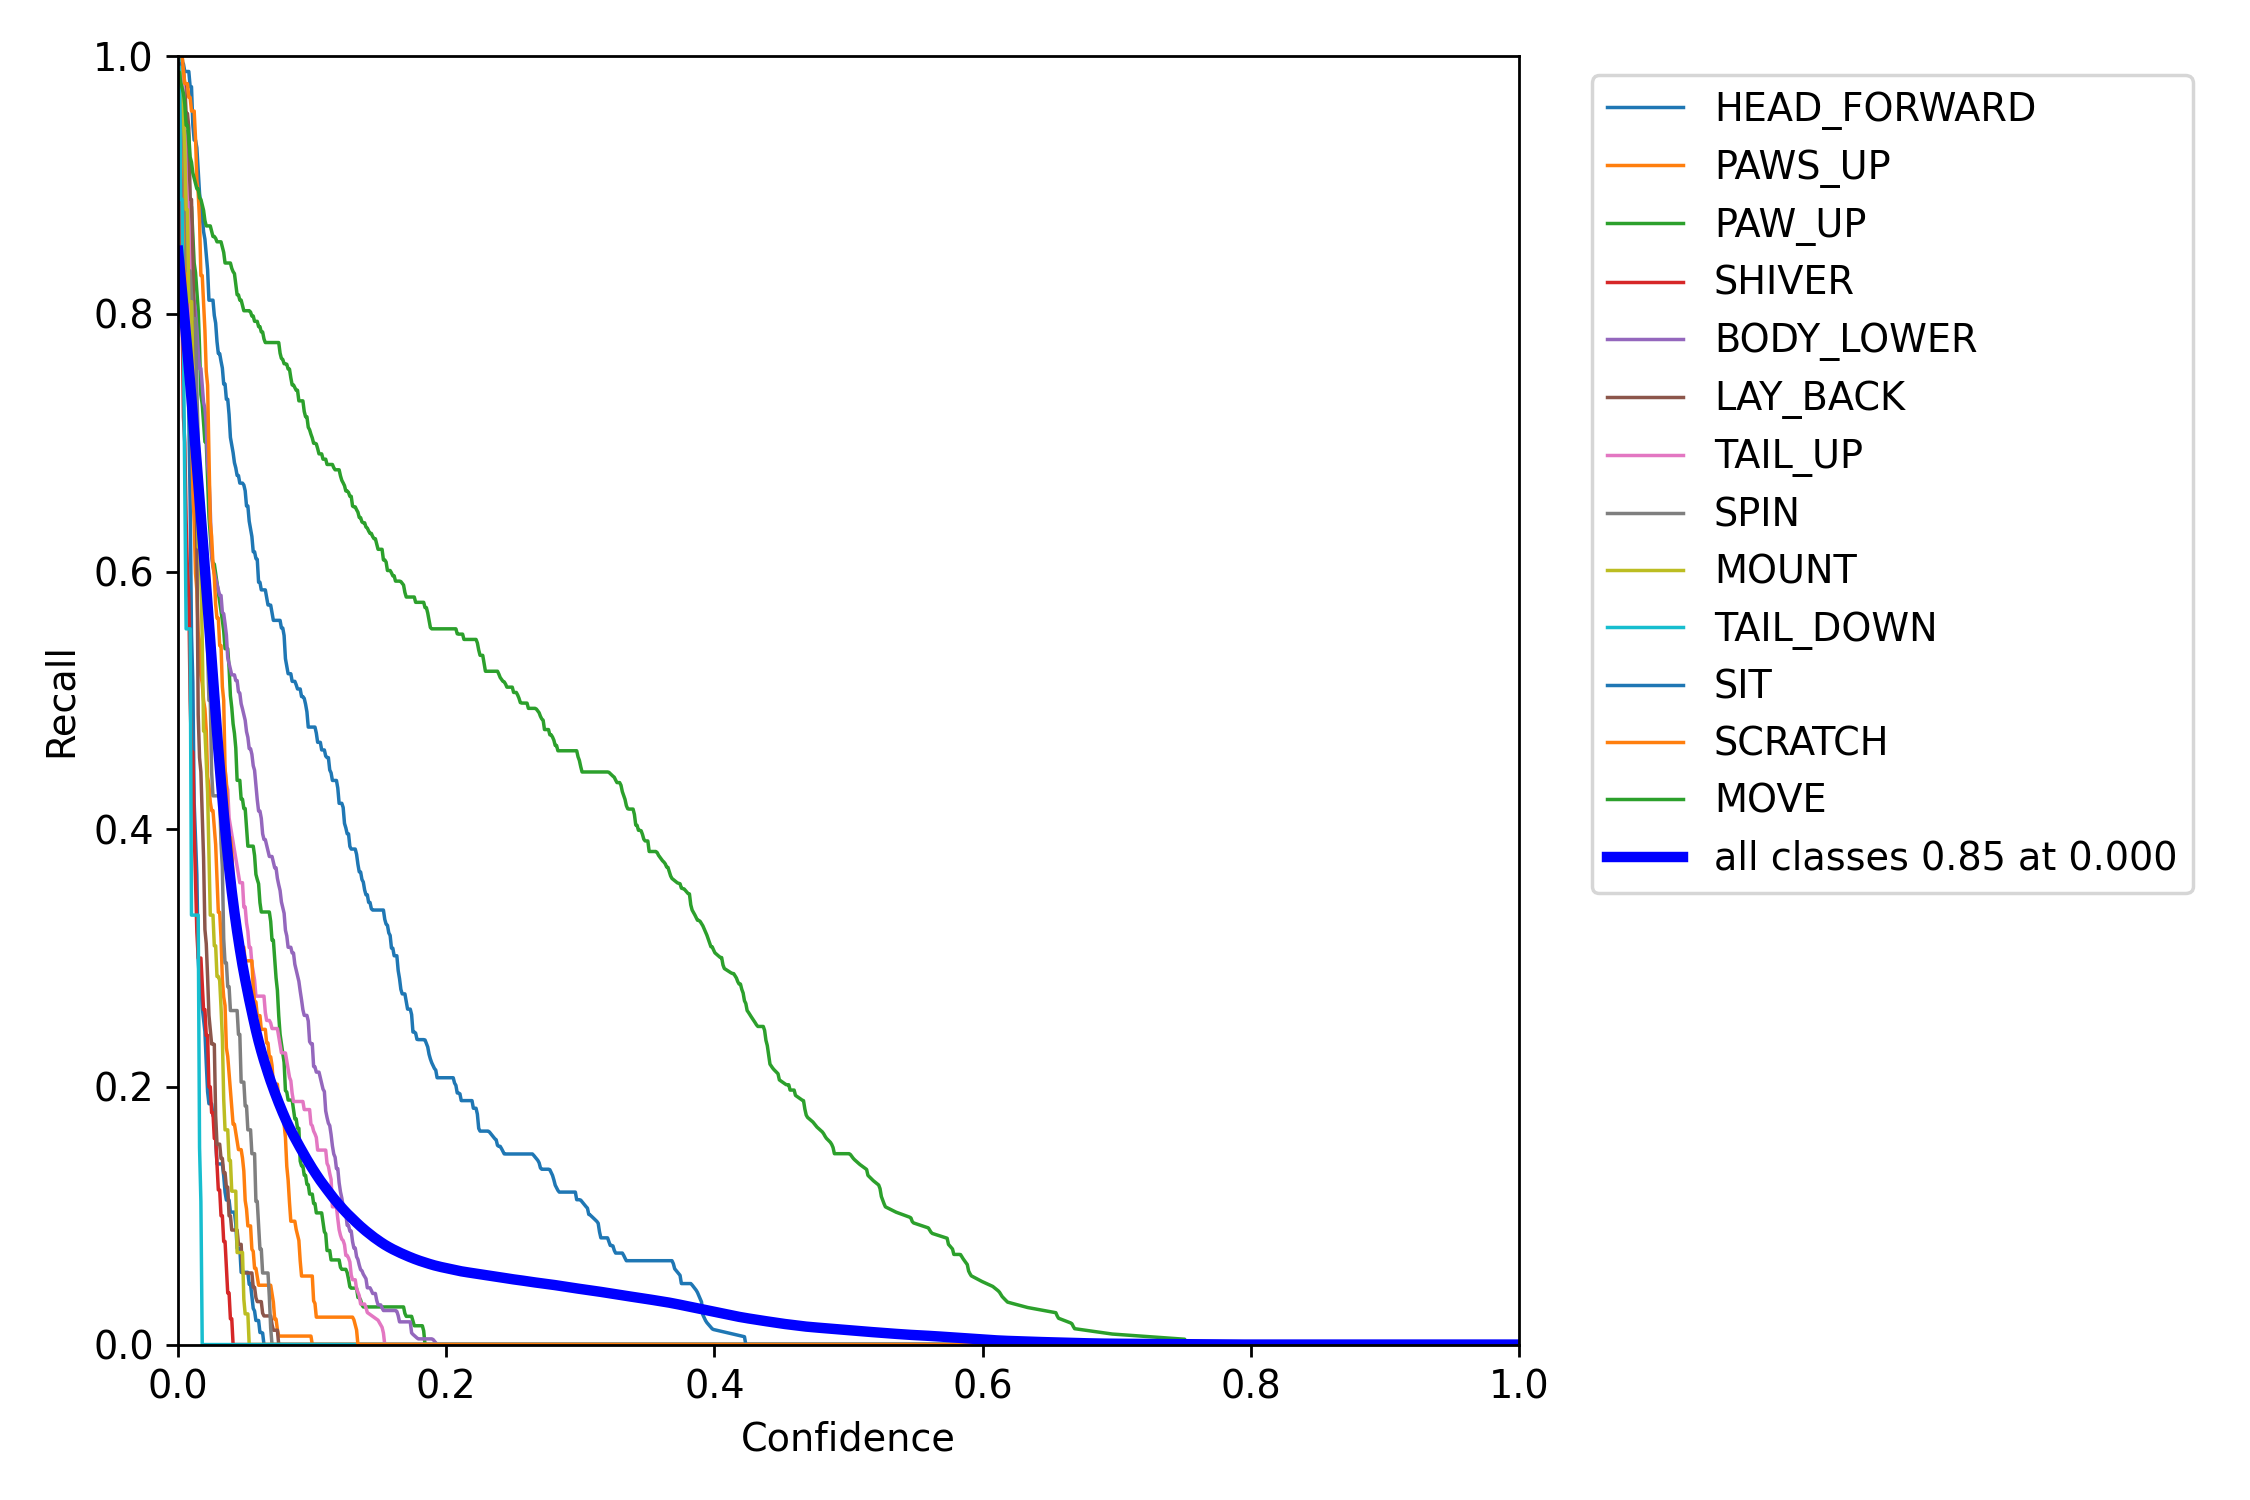 1.0
0.8
0.6
0.4
0.2
0.0
Recall
0.0 0.2 0.4 0.6 0.8 1.0
Confidence
HEAD_FORWARD
PAWS_UP
PAW_UP
SHIVER
BODY_LOWER
LAY_BACK
TAIL_UP
SPIN
MOUNT
TAIL_DOWN
SIT
SCRATCH
MOVE
all classes 0.85 at 0.000